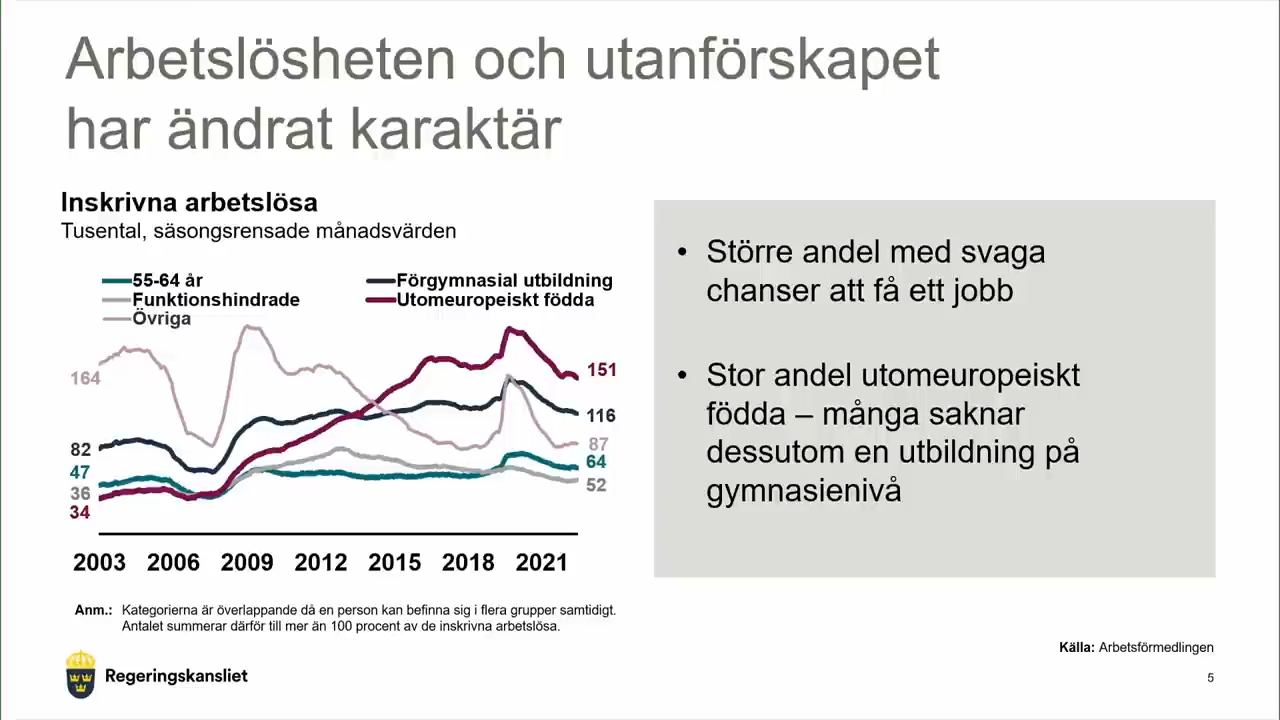 Arbetslösheten och utanförskapet
har ändrat karaktär
Inskrivna arbetslösa
Tusental, säsongsrensade månadsvärden
55-64 år
Förgymnasial utbildning
Funktionshindrade
Utomeuropeiskt födda
Övriga
164
82
47
36
34
151
116
87
64
52
2003 2006 2009 2012 2015 2018 2021
Anm.: Kategorierna är överlappande då en person kan befinna sig i flera grupper samtidigt.
Antalet summerar därför till mer än 100 procent av de inskrivna arbetslösa.
• Större andel med svaga
chanser att få ett jobb
• Stor andel utomeuropeiskt
födda – många saknar
dessutom en utbildning på
gymnasienivå
Källa: Arbetsförmedlingen
Regeringskansliet
5